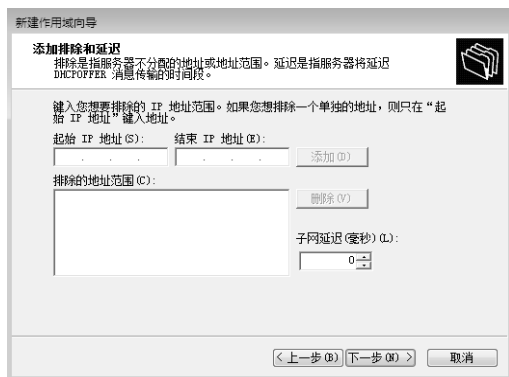 新建作用域向导
添加排除和延迟
排除是指服务器不分配的地址或地址范围。延迟是指服务器将延迟
DHCPOFFER 消息传输的时间段。
键入您想要排除的 IP 地址范围。如果您想排除一个单独的地址，则只在“起
始 IP 地址”键入地址。
起始 IP 地址(S): 结束 IP 地址(E):
添加(D)
排除的地址范围(C):
删除(V)
子网延迟(毫秒)(L):
0
< 上一步(B) 下一步(N) > 取消